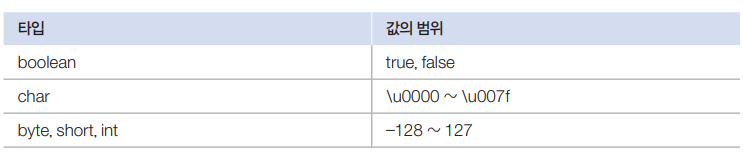 타입 값의 범위
boolean true, false
char \u0000 ~ \u007f
byte, short, int –128 ~ 127